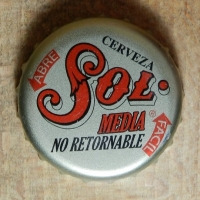 CERVEZA
ABRE
SOL
MEDIA ®
FACIL
NO RETORNABLE